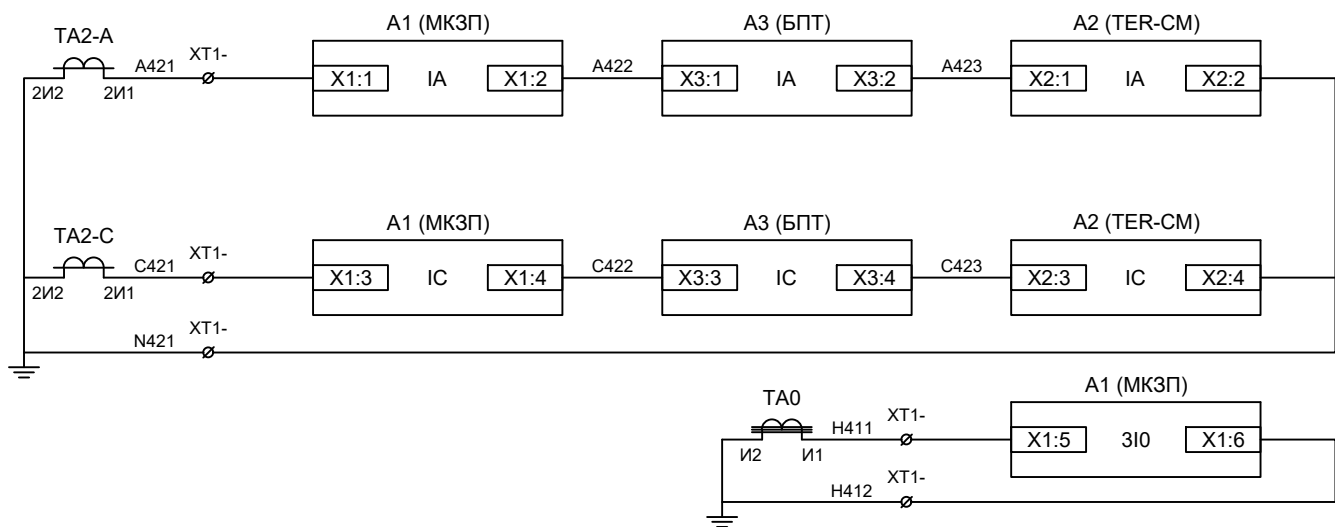 A1 (МКЗП) A3 (БПТ) A2 (TER-СМ)
TA2-A
A421 XT1- A422 A423
X1:1 IA X1:2 X3:1 IA X3:2 X2:1 IA X2:2
2И2 2И1
A1 (МКЗП) A3 (БПТ) A2 (TER-СМ)
TA2-C
C421 XT1- C422 C423
X1:3 IC X1:4 X3:3 IC X3:4 X2:3 IC X2:4
2И2 2И1
N421 XT1-
A1 (МКЗП)
TA0
H411 XT1-
X1:5 3I0 X1:6
И2 И1
H412 XT1-